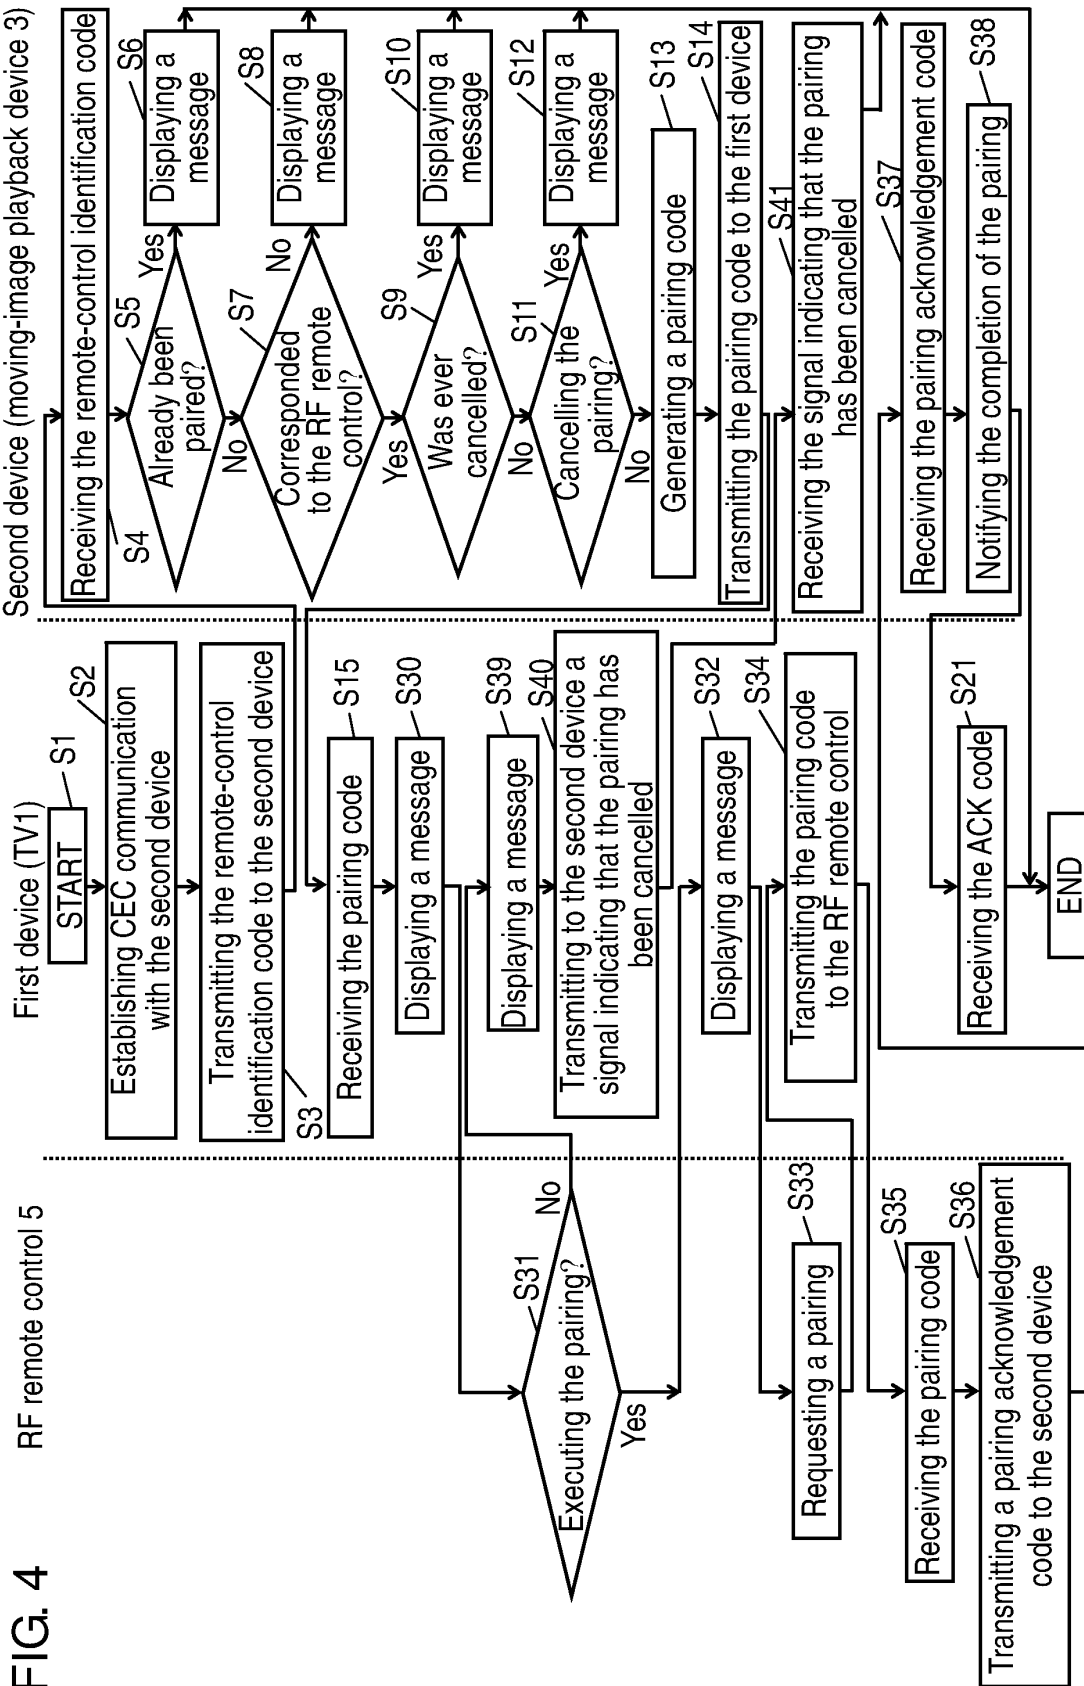 FIG. 4
RF remote control 5
First device (TV1)
Second device (moving-image playback device 3)
START
S1
Establishing CEC communication
with the second device
S2
Transmitting the remote-control
identification code to the second device
S3
Receiving the remote-control identification code
S4
Already been
paired?
S5
Yes
No
Displaying a
message
S6
Corresponded
to the RF remote
control?
S7
No
Yes
Displaying a
message
S8
Was ever
cancelled?
S9
Yes
No
Displaying a
message
S10
Cancelling the
pairing?
S11
Yes
No
Displaying a
message
S12
Generating a pairing code
S13
Transmitting the pairing code to the first device
S14
Receiving the pairing code
S15
Displaying a message
S30
Executing the pairing?
S31
No
Yes
Displaying a message
S39
Transmitting to the second device a
signal indicating that the pairing has
been cancelled
S40
Receiving the signal indicating that the pairing
has been cancelled
S41
Displaying a message
S32
Requesting a pairing
S33
Transmitting the pairing code
to the RF remote control
S34
Receiving the pairing code
S35
Transmitting a pairing acknowledgement
code to the second device
S36
Receiving the pairing acknowledgement code
S37
Notifying the completion of the pairing
S38
Receiving the ACK code
S21
END